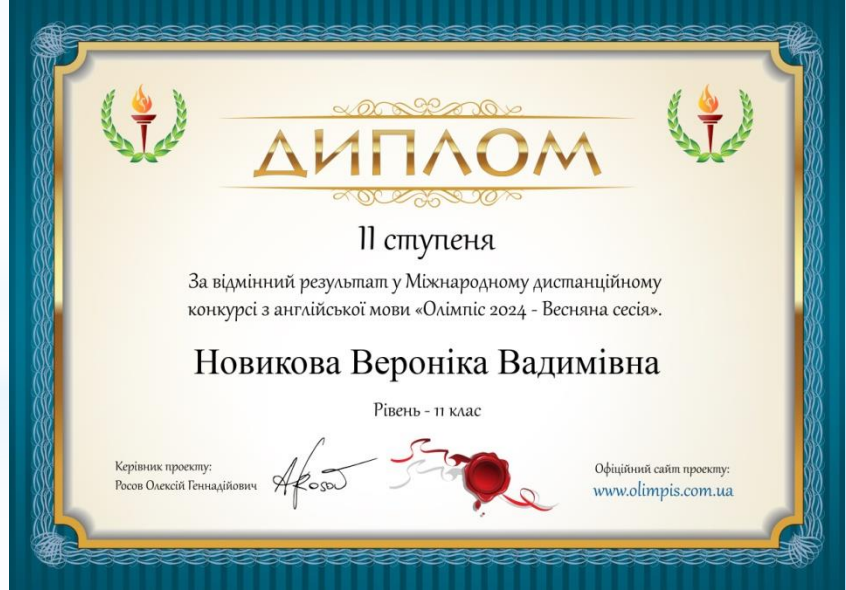 ДИПЛОМ
II ступеня
За відмінний результат у Міжнародному дистанційному
конкурсі з англійської мови «Олімпіс 2024 - Весняна сесія».
Новикова Вероніка Вадимівна
Рівень - 11 клас
Керівник проекту:
Росов Олексій Геннадійович
ARosov
Офіційний сайт проекту:
www.olimpis.com.ua